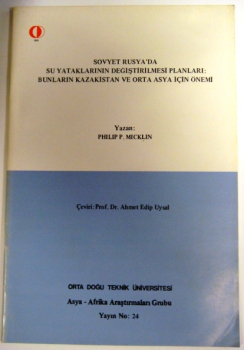 SOVYET RUSYA'DA
SU YATAKLARININ DEĞİŞTİRİLMESİ PLANLARI:
BUNLARIN KAZAKİSTAN VE ORTA ASYA İÇİN ÖNEMİ
Yazan:
PHILIP P. MICKLIN
Çeviri: Prof. Dr. Ahmet Edip Uysal
ORTA DOĞU TEKNİK ÜNİVERSİTESİ
Asya - Afrika Araştırmaları Grubu
Yayın No: 24